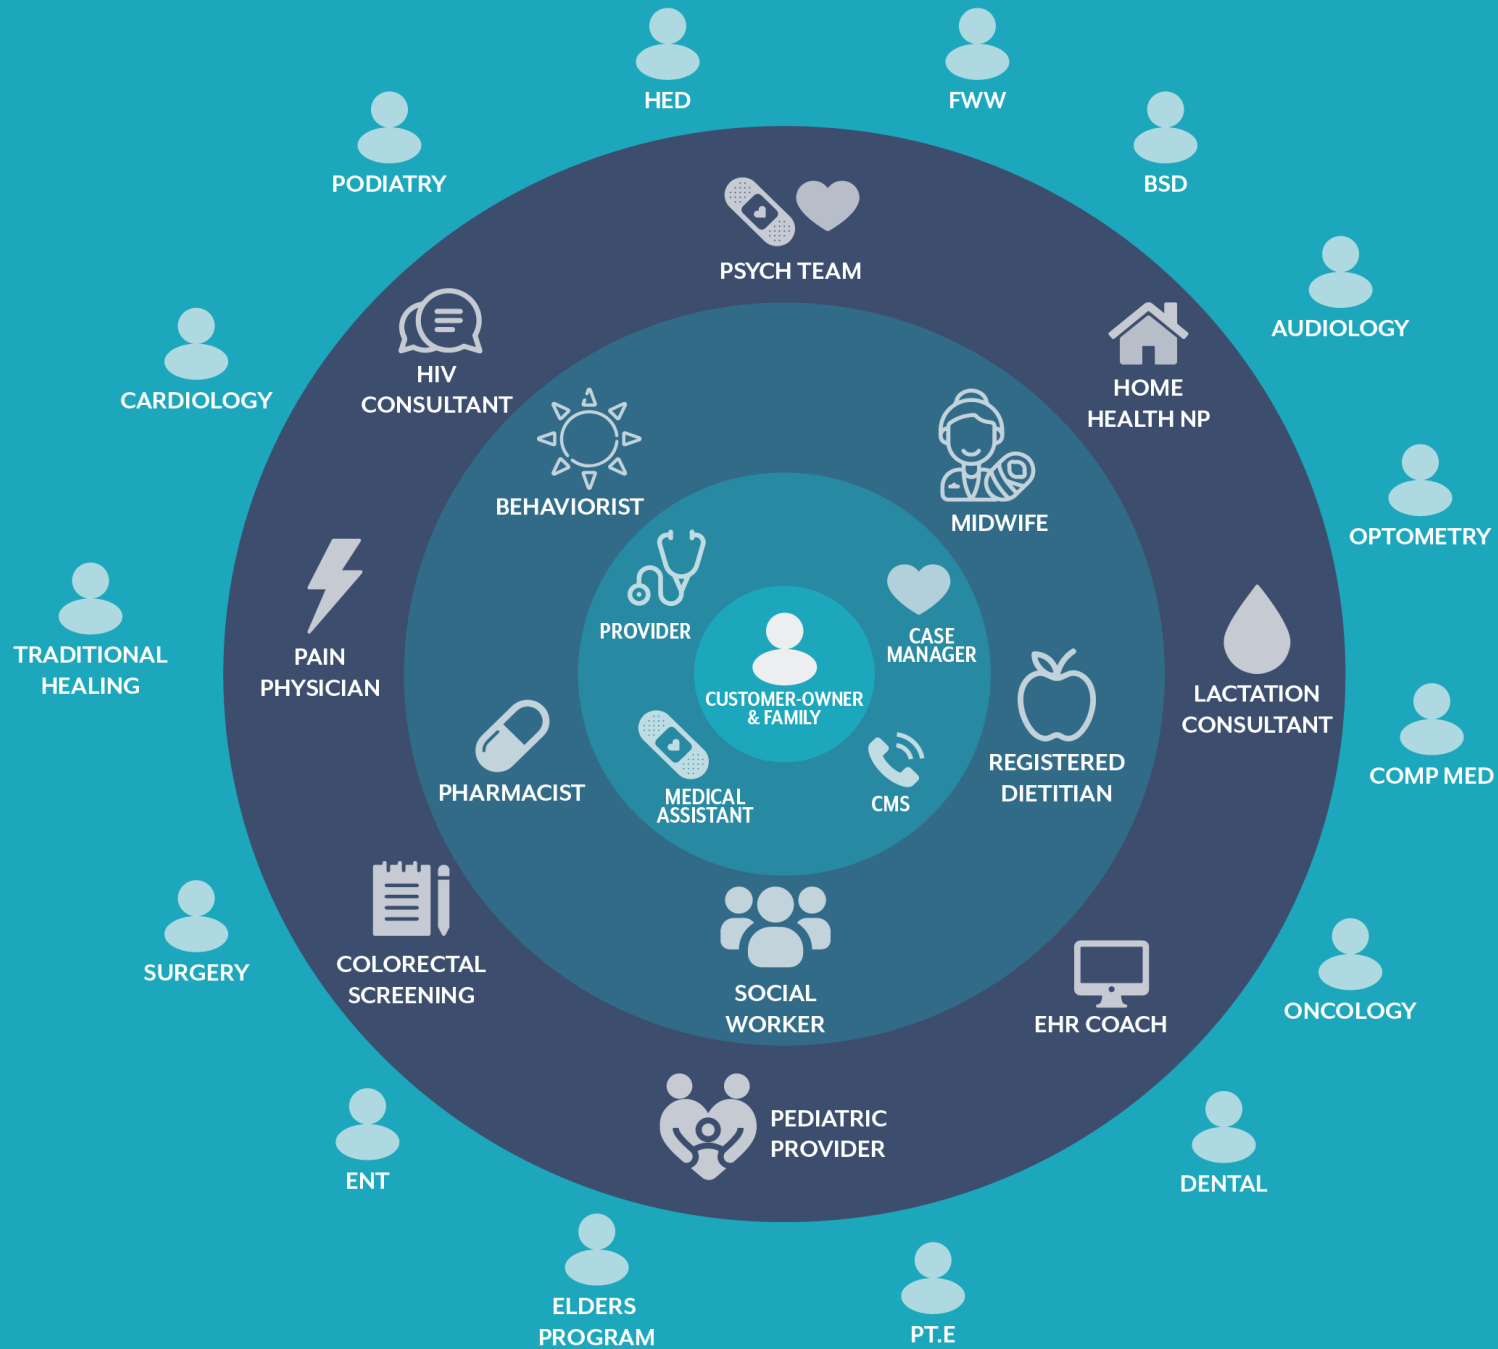 HED
FWW
PODIATRY
BSD
PSYCH TEAM
AUDIOLOGY
HIV
CONSULTANT
HOME
HEALTH NP
CARDIOLOGY
BEHAVIORIST
MIDWIFE
OPTOMETRY
PROVIDER
CASE
MANAGER
TRADITIONAL
HEALING
PAIN
PHYSICIAN
CUSTOMER-OWNER
& FAMILY
LACTATION
CONSULTANT
PHARMACIST
MEDICAL
ASSISTANT
CMS
REGISTERED
DIETITIAN
COMP MED
SURGERY
COLORECTAL
SCREENING
SOCIAL
WORKER
EHR COACH
ONCOLOGY
PEDIATRIC
PROVIDER
ENT
DENTAL
ELDERS
PROGRAM
PT.E